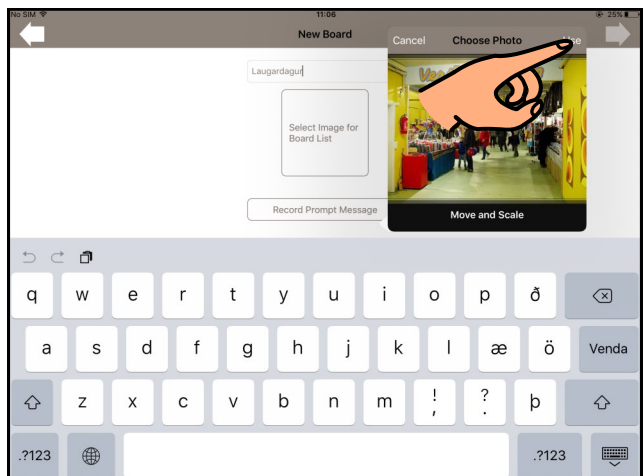 No SIM 11:06 25%
New Board
Cancel Choose Photo Use
Laugardagur
Select Image for
Board List
Record Prompt Message
Move and Scale
q w e r t y u i o p ð
a s d f g h j k l æ ö Venda
z x c v b n m ! , ? . þ
.?123 .?123